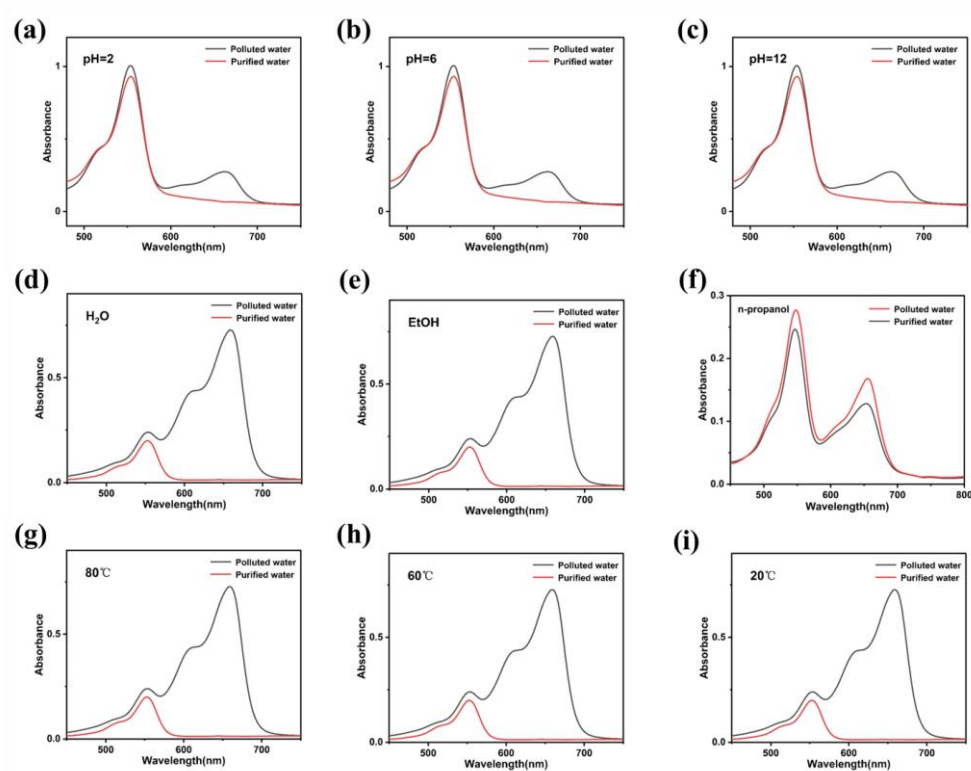 (a)
pH=2
Polluted water
Purified water
1
0
Absorbance
500 600 700
Wavelength(nm)
(b)
pH=6
Polluted water
Purified water
1
0
Absorbance
500 600 700
Wavelength(nm)
(c)
pH=12
Polluted water
Purified water
1
0
Absorbance
500 600 700
Wavelength(nm)
(d)
H₂O
Polluted water
Purified water
0.5
0.0
Absorbance
500 600 700
Wavelength(nm)
(e)
EtOH
Polluted water
Purified water
0.5
0.0
Absorbance
500 600 700
Wavelength(nm)
(f)
n-propanol
Polluted water
Purified water
0.3
0.2
0.1
0.0
Absorbance
500 600 700 800
Wavelength(nm)
(g)
80℃
Polluted water
Purified water
0.5
0.0
Absorbance
500 600 700
Wavelength(nm)
(h)
60℃
Polluted water
Purified water
0.5
0.0
Absorbance
500 600 700
Wavelength(nm)
(i)
20℃
Polluted water
Purified water
0.5
0.0
Absorbance
500 600 700
Wavelength(nm)